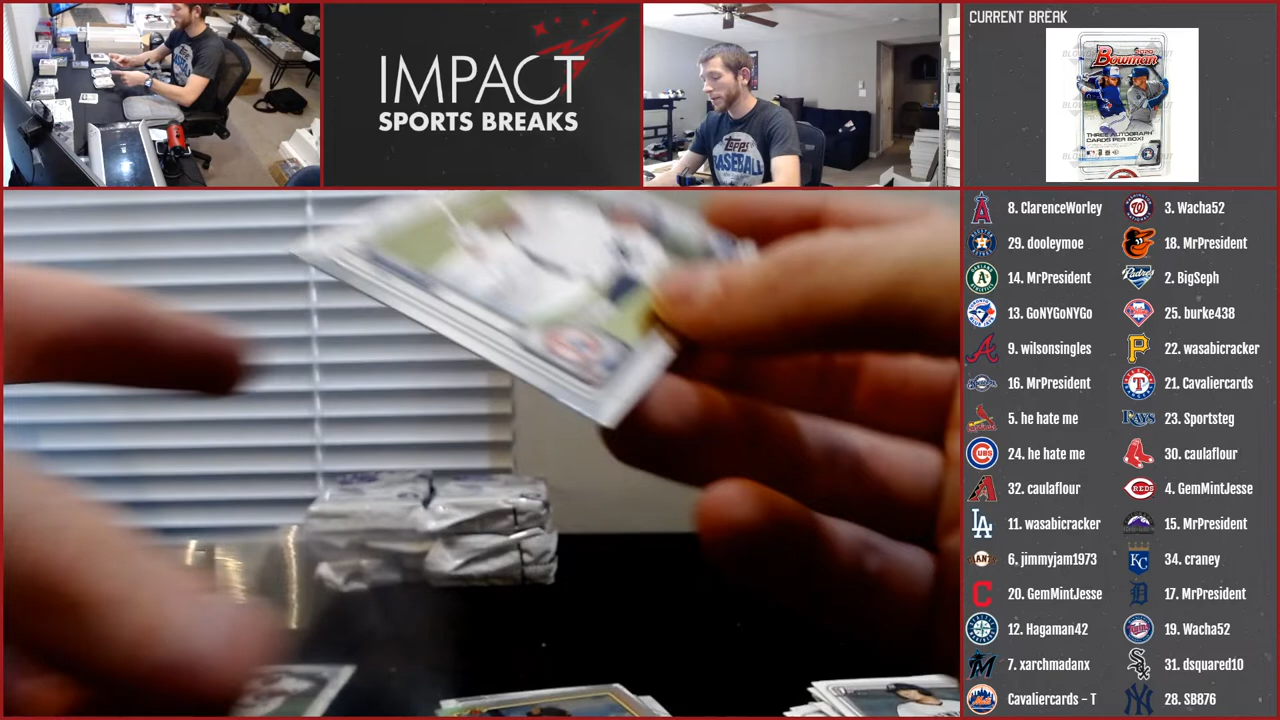 IMPACT
SPORTS BREAKS
Topps
BASEBALL
CURRENT BREAK
2020
Bowman
THREE AUTOGRAPH
CARDS PER BOX!
8. ClarenceWorley
3. Wacha52
29. dooleymoe
18. MrPresident
14. MrPresident
2. BigSeph
13. GoNYGoNYGo
25. burke438
9. wilsonsingles
22. wasabicracker
16. MrPresident
21. Cavaliercards
5. he hate me
23. Sportsteg
24. he hate me
30. caulaflour
32. caulaflour
4. GemMintJesse
11. wasabicracker
15. MrPresident
6. jimmyjam1973
34. craney
20. GemMintJesse
17. MrPresident
12. Hagaman42
19. Wacha52
7. xarchmadanx
31. dsquared10
Cavaliercards - T
28. SB876